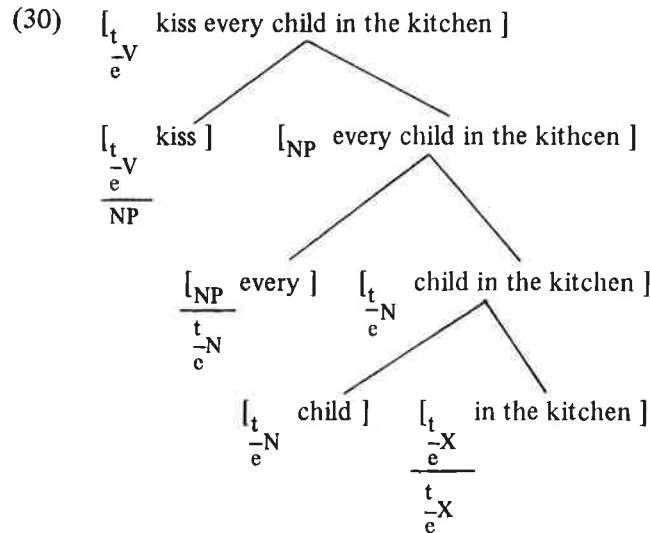 (30) [t kiss every child in the kitchen ]
-V
e
[t kiss ] [NP every child in the kithcen ]
-V
e
NP
[NP every ] [t child in the kitchen ]
t -N
-N e
e
[t child ] [t in the kitchen ]
-N -X
e e
t
-X
e